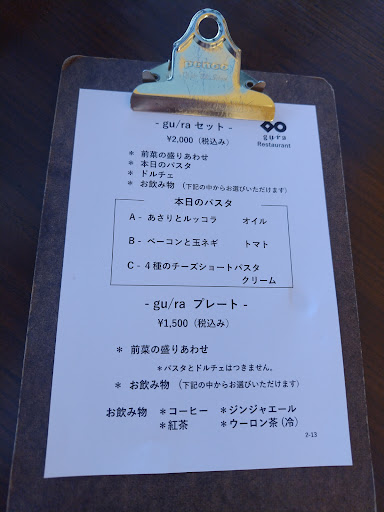 - gu/ra セット -
¥2,000（税込み）
gura
Restaurant
＊ 前菜の盛りあわせ
＊ 本日のパスタ
＊ ドルチェ
＊ お飲み物 （下記の中からお選びいただけます）
本日のパスタ
A - あさりとルッコラ オイル
B - ベーコンと玉ネギ トマト
C - ４種のチーズショートパスタ
クリーム
- gu/ra プレート -
¥1,500（税込み）
＊ 前菜の盛りあわせ
＊パスタとドルチェはつきません。
＊ お飲み物 （下記の中からお選びいただけます）
お飲み物 ＊コーヒー ＊ジンジャエール
＊紅茶 ＊ウーロン茶（冷）
2-13